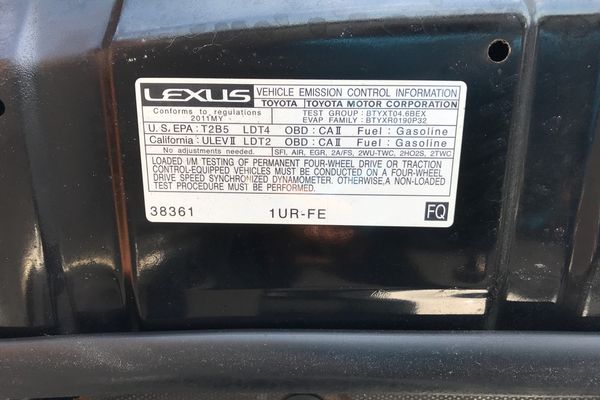 LEXUS VEHICLE EMISSION CONTROL INFORMATION
Conforms to regulations TOYOTA TOYOTA MOTOR CORPORATION
2011MY TEST GROUP : BTYXT04.6BEX
EVAP FAMILY : BTYXR0190P32
U.S. EPA : T2B5 LDT4 OBD : CAⅡ Fuel : Gasoline
California : ULEVⅡ LDT2 OBD : CAⅡ Fuel : Gasoline
No adjustments needed. SFI, AIR, EGR, 2A/FS, 2WU-TWC, 2HO2S, 2TWC
LOADED I/M TESTING OF PERMANENT FOUR-WHEEL DRIVE OR TRACTION
CONTROL-EQUIPPED VEHICLES MUST BE CONDUCTED ON A FOUR-WHEEL
DRIVE SPEED SYNCHRONIZED DYNAMOMETER. OTHERWISE,A NON-LOADED
TEST PROCEDURE MUST BE PERFORMED.
38361 1UR-FE FQ